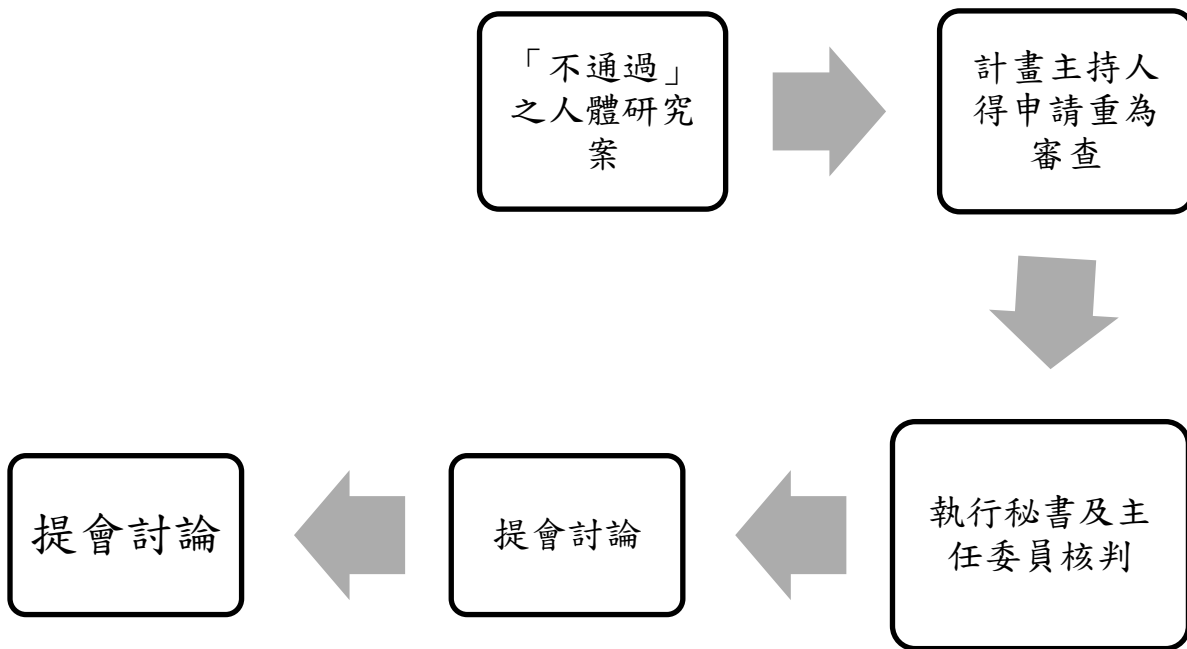 「不通過」
之人體研究
案
計畫主持人
得申請重為
審查
執行秘書及主
任委員核判
提會討論
提會討論